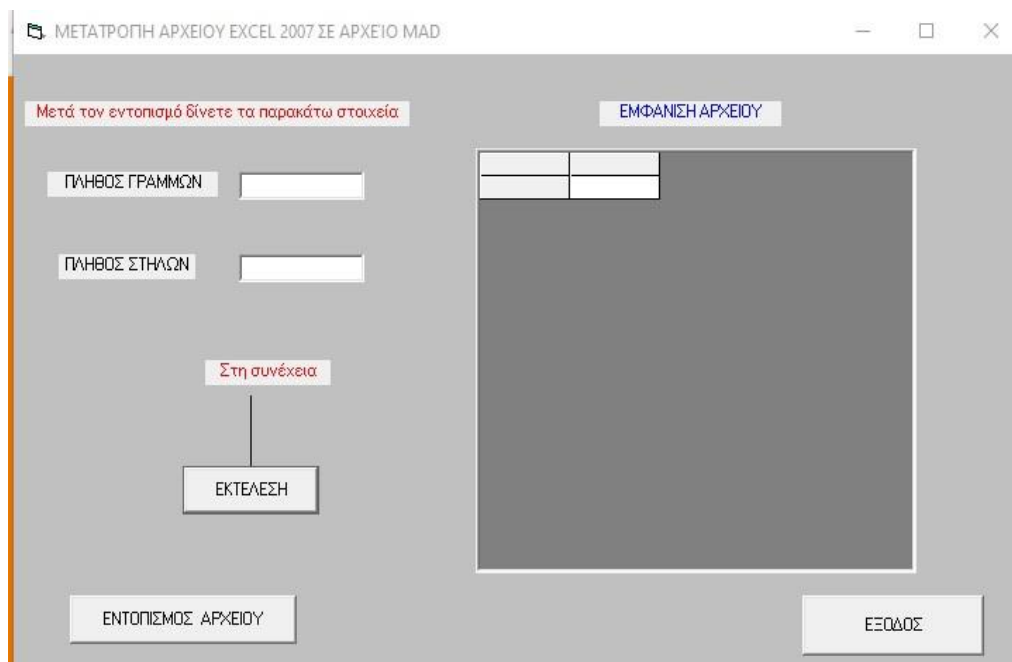 ΜΕΤΑΤΡΟΠΗ ΑΡΧΕΙΟΥ EXCEL 2007 ΣΕ ΑΡΧΕΊΟ MAD
Μετά τον εντοπισμό δίνετε τα παρακάτω στοιχεία
ΕΜΦΑΝΙΣΗ ΑΡΧΕΙΟΥ
ΠΛΗΘΟΣ ΓΡΑΜΜΩΝ
ΠΛΗΘΟΣ ΣΤΗΛΩΝ
Στη συνέχεια
ΕΚΤΕΛΕΣΗ
ΕΝΤΟΠΙΣΜΟΣ ΑΡΧΕΙΟΥ
ΕΞΟΔΟΣ